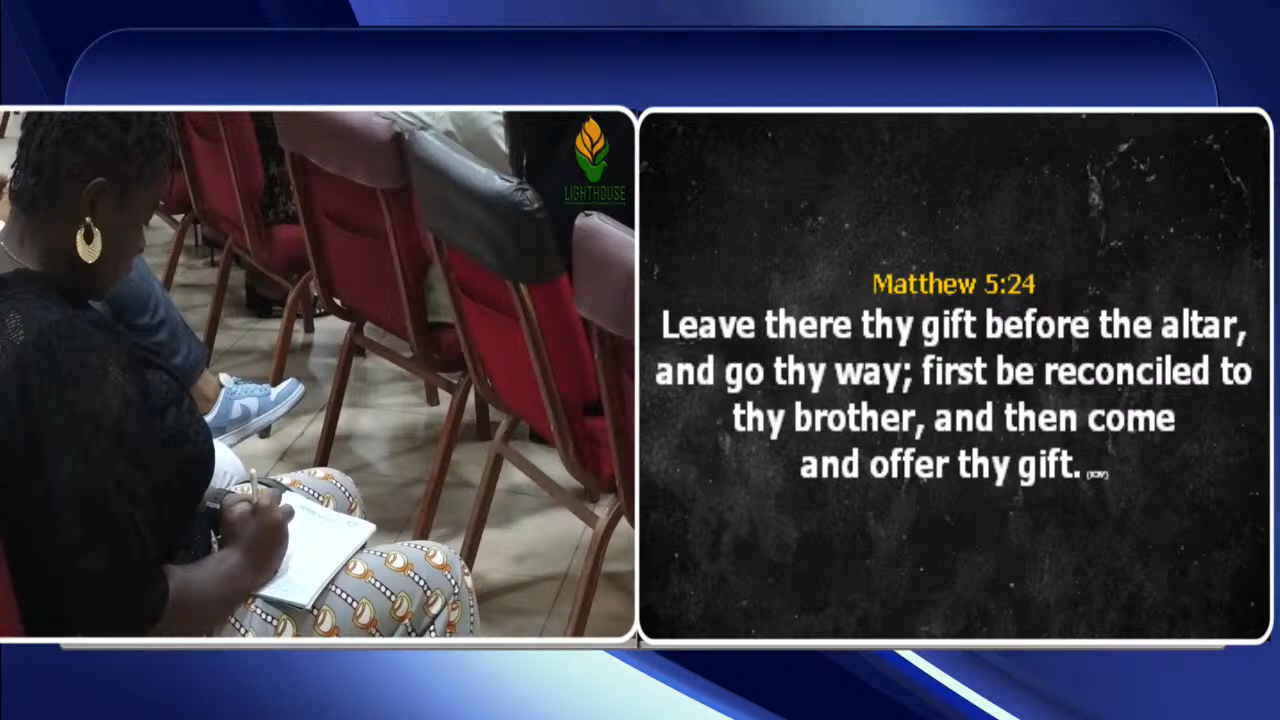 LIGHTHOUSE
Matthew 5:24
Leave there thy gift before the altar,
and go thy way; first be reconciled to
thy brother, and then come
and offer thy gift. (KJV)